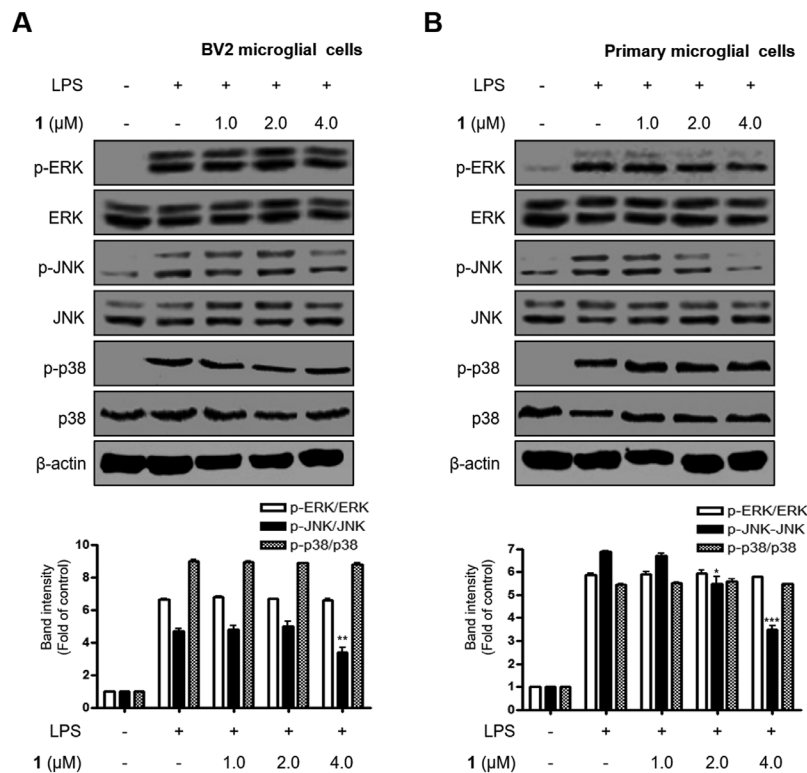 A
BV2 microglial cells
LPS - + + + +
1 (μM) - - 1.0 2.0 4.0
p-ERK
ERK
p-JNK
JNK
p-p38
p38
β-actin
p-ERK/ERK
p-JNK/JNK
p-p38/p38
Band intensity
(Fold of control)
10
8
6
4
2
0
**
LPS - + + + +
1 (μM) - - 1.0 2.0 4.0
B
Primary microglial cells
LPS - + + + +
1 (μM) - - 1.0 2.0 4.0
p-ERK
ERK
p-JNK
JNK
p-p38
p38
β-actin
p-ERK/ERK
p-JNK-JNK
p-p38/p38
Band intensity
(Fold of control)
7
6
5
4
3
2
1
0
*
***
LPS - + + + +
1 (μM) - - 1.0 2.0 4.0